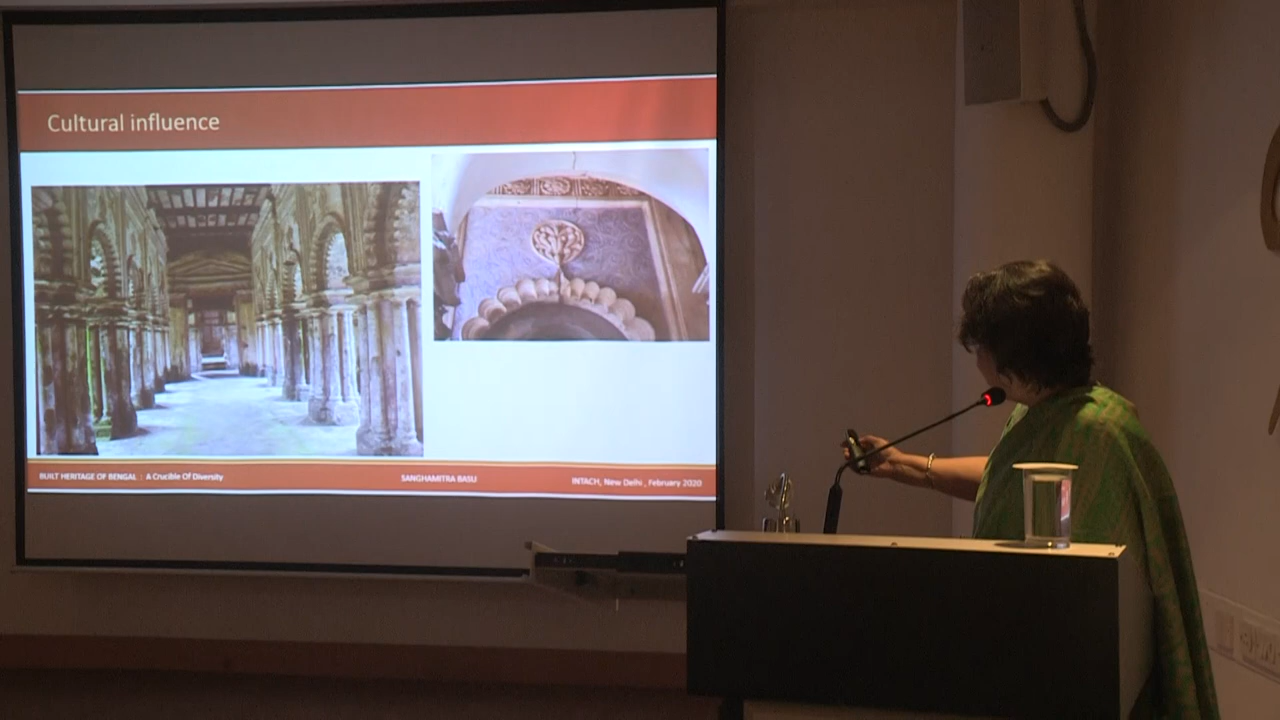 Cultural influence
BUILT HERITAGE OF BENGAL : A Crucible Of Diversity
SANGHAMITRA BASU
INTACH, New Delhi , February 2020